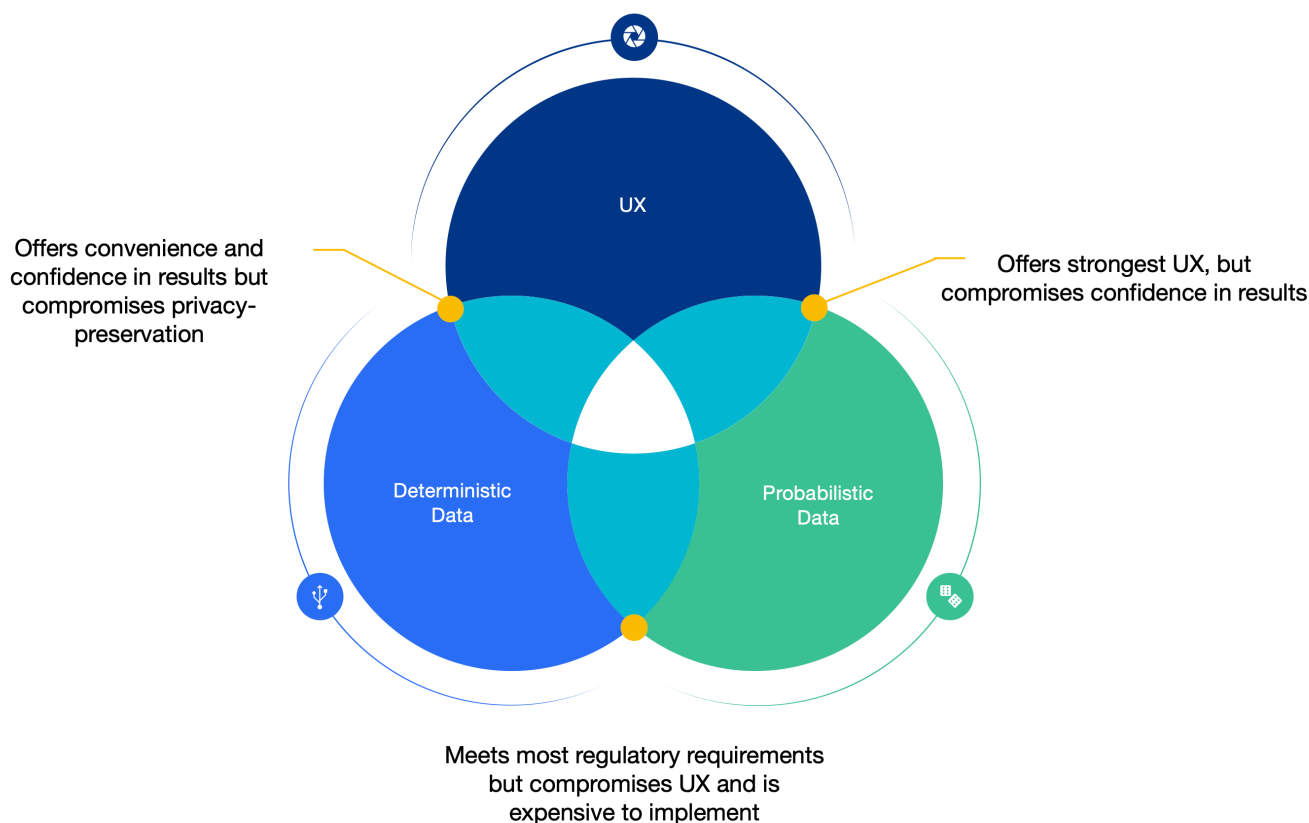 UX
Offers convenience and
confidence in results but
compromises privacy-
preservation
Offers strongest UX, but
compromises confidence in results
Deterministic
Data
Probabilistic
Data
Meets most regulatory requirements
but compromises UX and is
expensive to implement